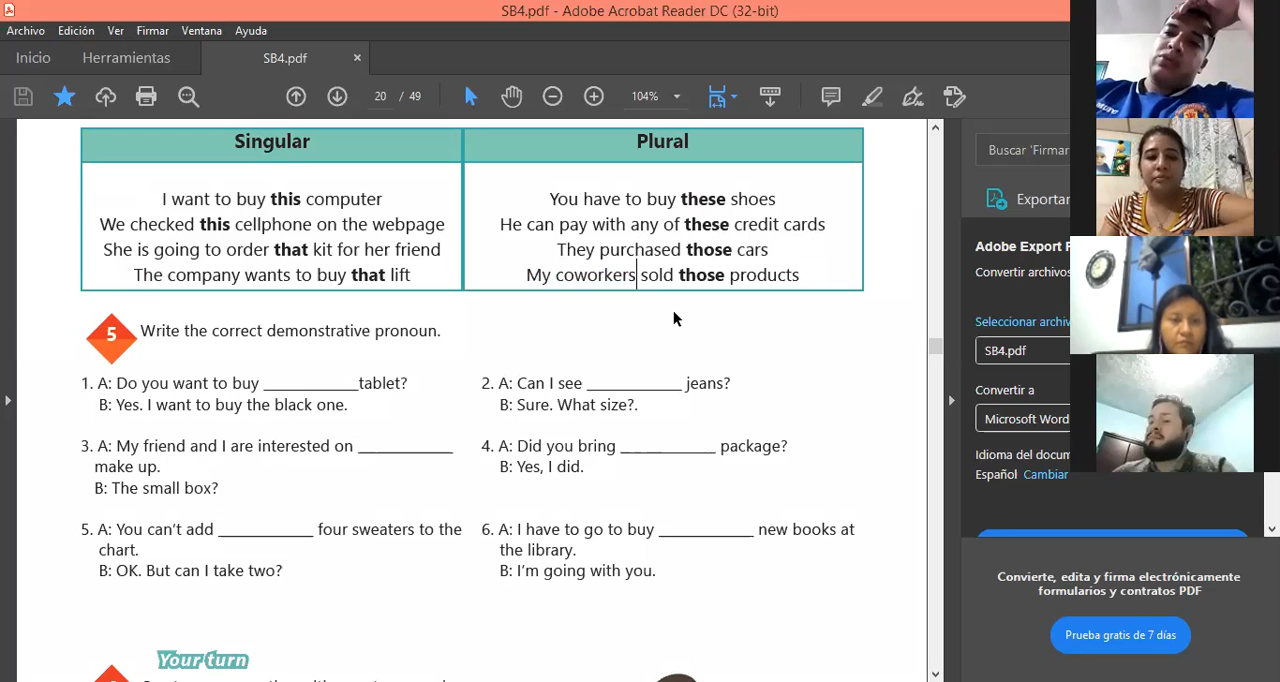 SB4.pdf - Adobe Acrobat Reader DC (32-bit)
Archivo Edición Ver Firmar Ventana Ayuda
Inicio Herramientas SB4.pdf ×
20 / 49 104%
Singular Plural
I want to buy this computer
We checked this cellphone on the webpage
She is going to order that kit for her friend
The company wants to buy that lift
You have to buy these shoes
He can pay with any of these credit cards
They purchased those cars
My coworkers sold those products
5 Write the correct demonstrative pronoun.
1. A: Do you want to buy ___________tablet?
B: Yes. I want to buy the black one.
2. A: Can I see ___________ jeans?
B: Sure. What size?.
3. A: My friend and I are interested on ___________
make up.
B: The small box?
4. A: Did you bring ___________ package?
B: Yes, I did.
5. A: You can't add ___________ four sweaters to the
chart.
B: OK. But can I take two?
6. A: I have to go to buy ___________ new books at
the library.
B: I'm going with you.
Your turn
Buscar 'Firmar
Exportar
Adobe Export
Convertir archivos
Seleccionar
SB4.pdf
Convertir a
Microsoft Word
Idioma del
Español Cambiar
Convierte, edita y firma electrónicamente
formularios y contratos PDF
Prueba gratis de 7 días